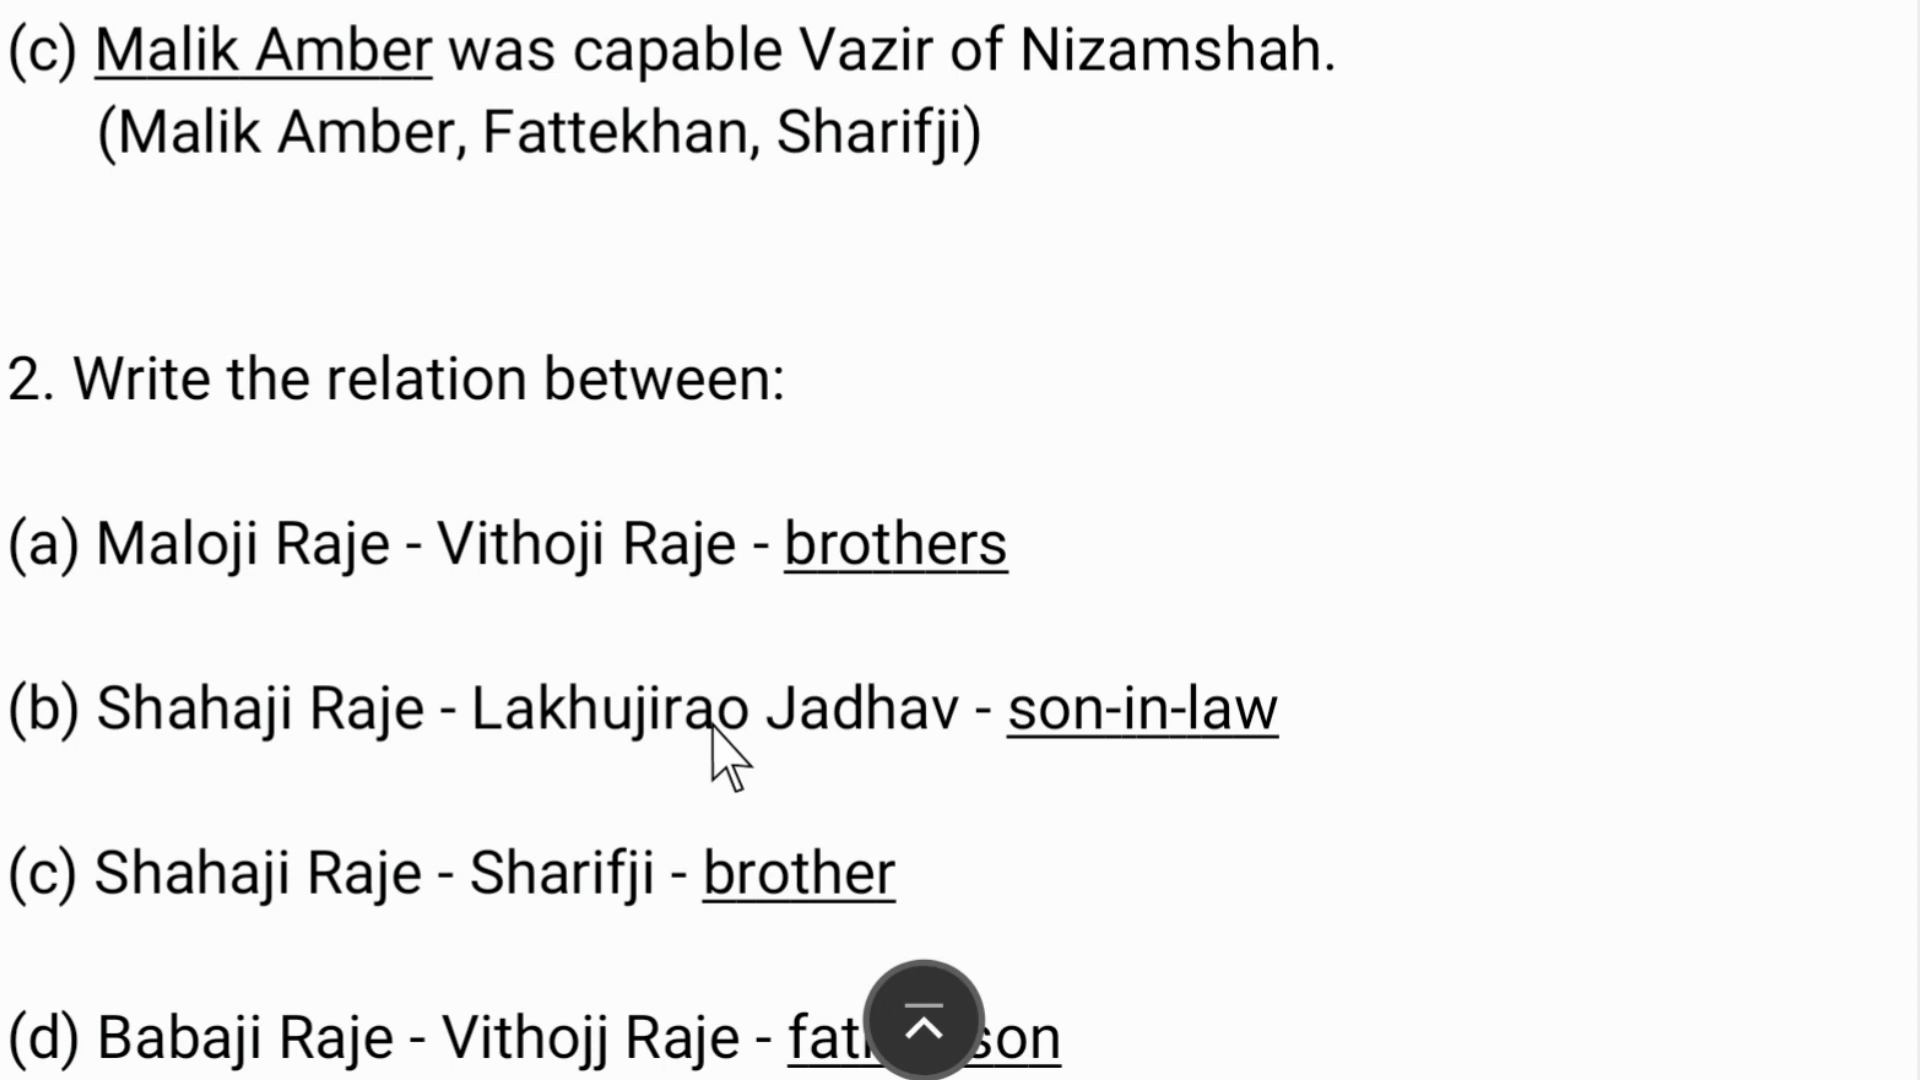 (c) Malik Amber was capable Vazir of Nizamshah.
(Malik Amber, Fattekhan, Sharifji)
2. Write the relation between:
(a) Maloji Raje - Vithoji Raje - brothers
(b) Shahaji Raje - Lakhujirao Jadhav - son-in-law
(c) Shahaji Raje - Sharifji - brother
(d) Babaji Raje - Vithojj Raje -